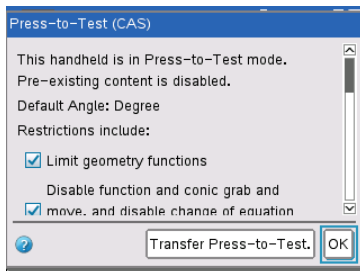 Press-to-Test (CAS)
This handheld is in Press-to-Test mode.
Pre-existing content is disabled.
Default Angle: Degree
Restrictions include:
Limit geometry functions
Disable function and conic grab and
move, and disable change of equation
Transfer Press-to-Test.
OK